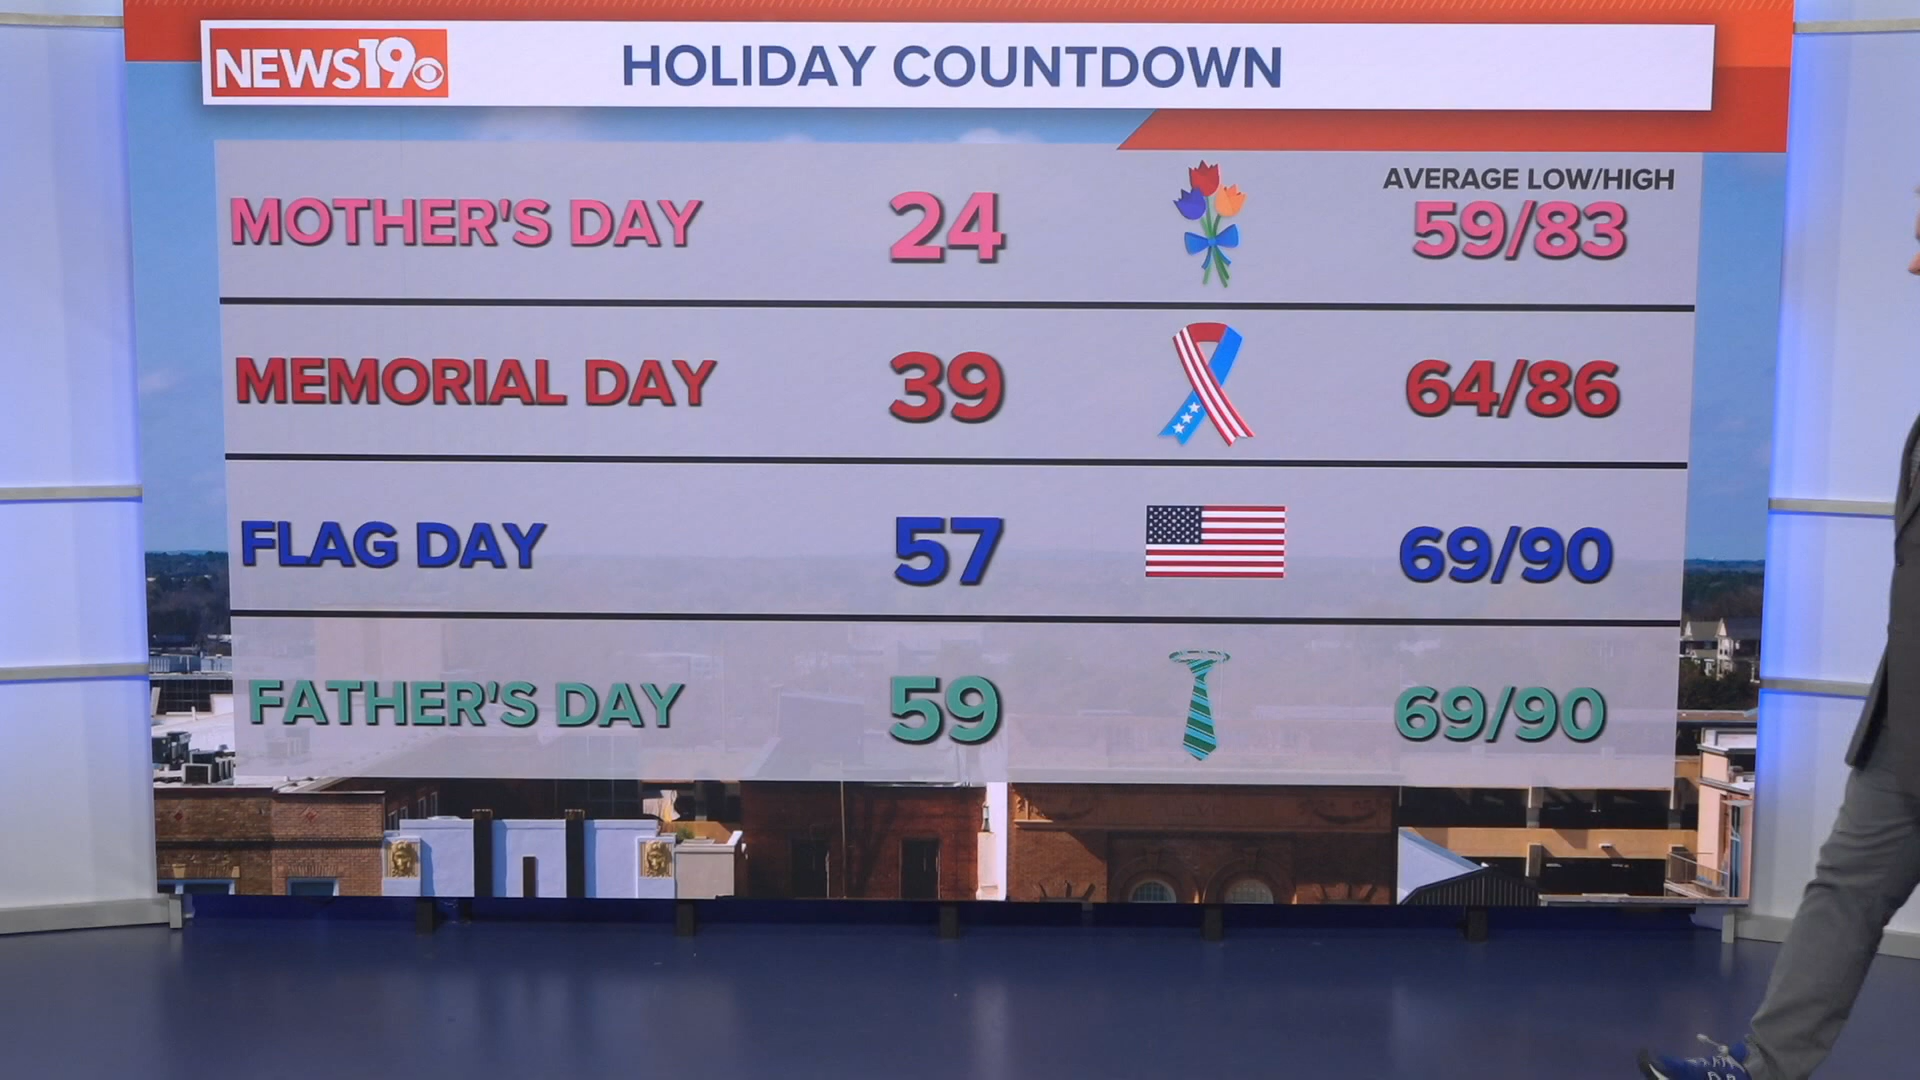 NEWS19
HOLIDAY COUNTDOWN
AVERAGE LOW/HIGH
MOTHER'S DAY 24 59/83
MEMORIAL DAY 39 64/86
FLAG DAY 57 69/90
FATHER'S DAY 59 69/90